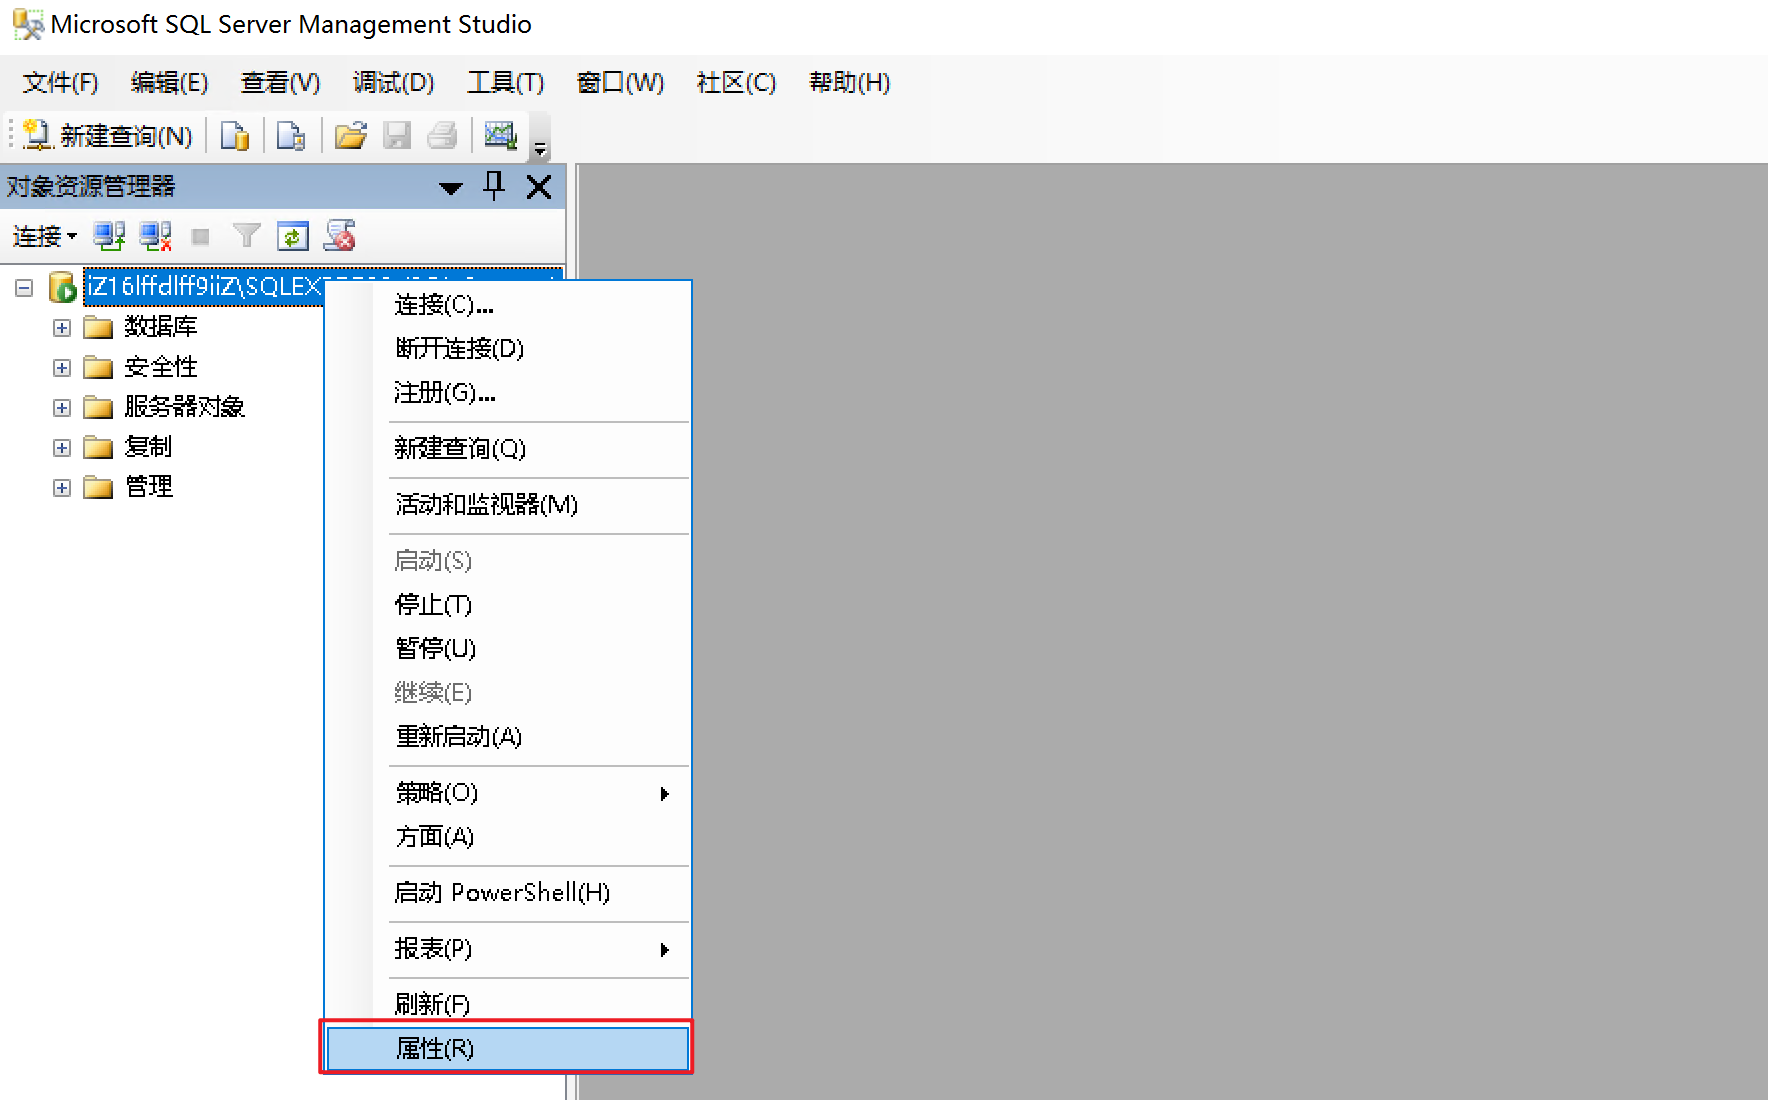 Microsoft SQL Server Management Studio
文件(F) 编辑(E) 查看(V) 调试(D) 工具(T) 窗口(W) 社区(C) 帮助(H)
新建查询(N)
对象资源管理器
连接
iZ16lffdlff9iiZ\SQLEX
数据库
安全性
服务器对象
复制
管理
连接(C)...
断开连接(D)
注册(G)...
新建查询(Q)
活动和监视器(M)
启动(S)
停止(T)
暂停(U)
继续(E)
重新启动(A)
策略(O)
方面(A)
启动 PowerShell(H)
报表(P)
刷新(F)
属性(R)